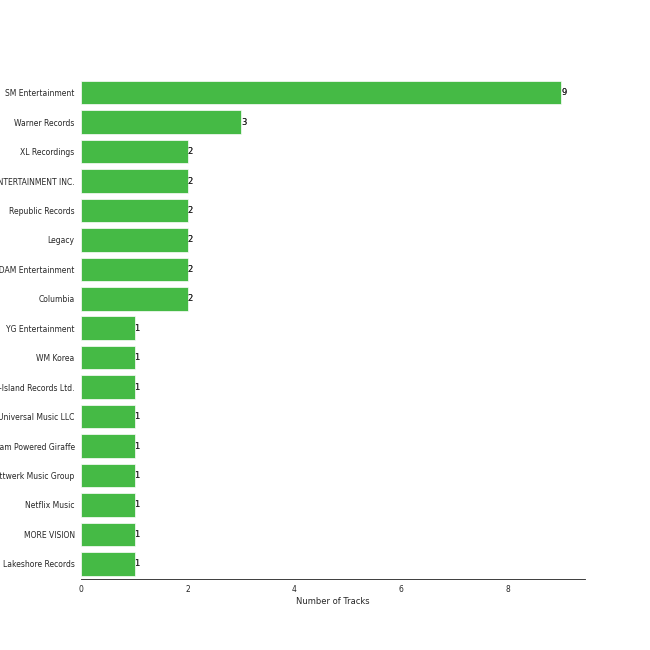 SM Entertainment 9
Warner Records 3
XL Recordings 2
ENTERTAINMENT INC. 2
Republic Records 2
Legacy 2
DAM Entertainment 2
Columbia 2
YG Entertainment 1
WM Korea 1
-Island Records Ltd. 1
Universal Music LLC 1
am Powered Giraffe 1
ttwerk Music Group 1
Netflix Music 1
MORE VISION 1
Lakeshore Records 1
0 2 4 6 8
Number of Tracks